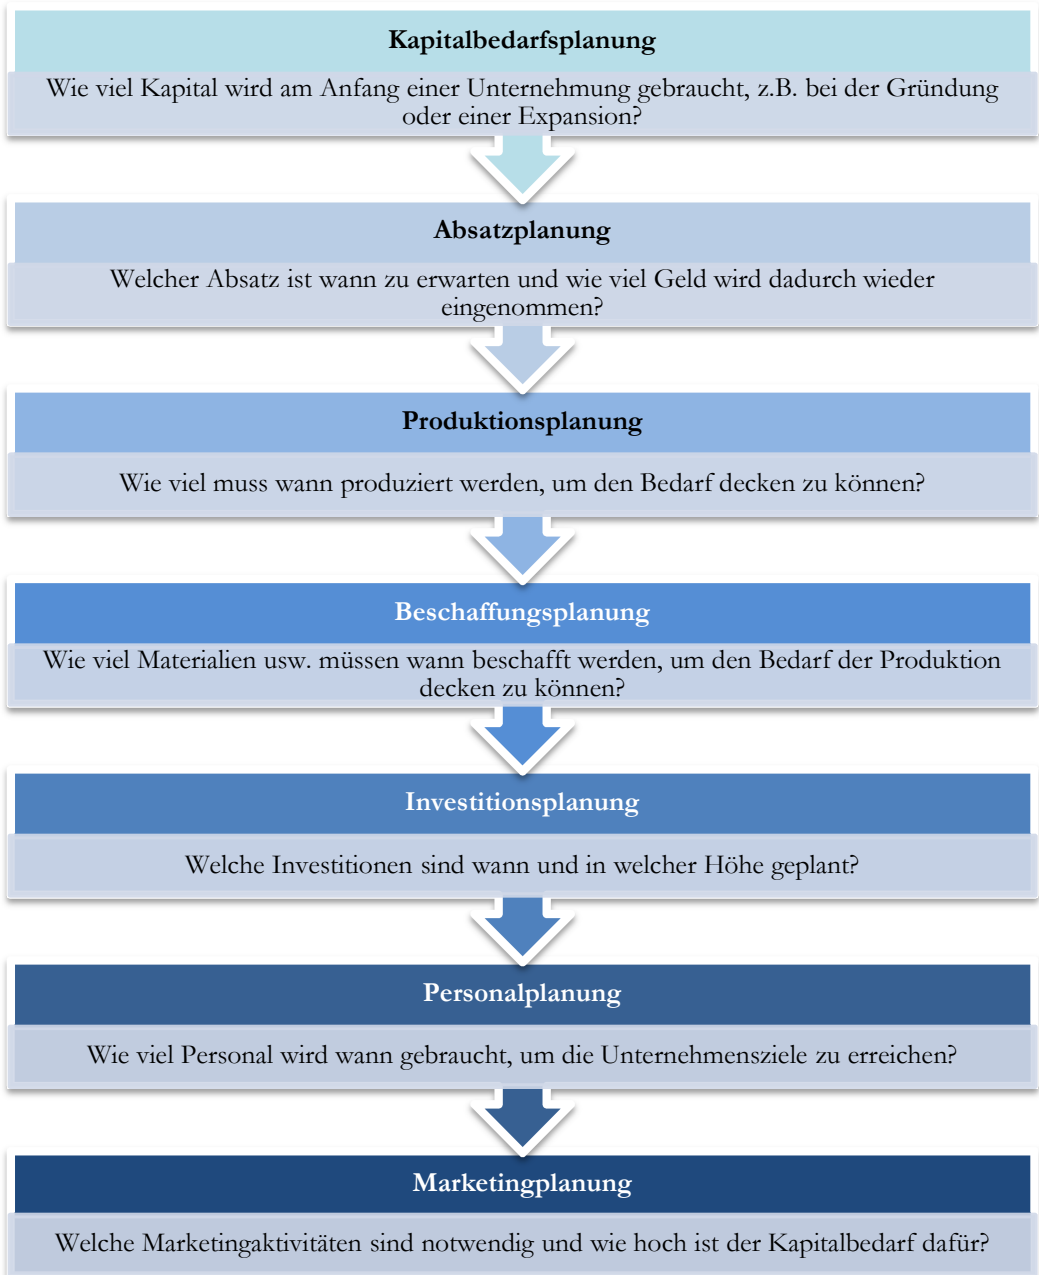 Kapitalbedarfsplanung
Wie viel Kapital wird am Anfang einer Unternehmung gebraucht, z.B. bei der Gründung
oder einer Expansion?
Absatzplanung
Welcher Absatz ist wann zu erwarten und wie viel Geld wird dadurch wieder
eingenommen?
Produktionsplanung
Wie viel muss wann produziert werden, um den Bedarf decken zu können?
Beschaffungsplanung
Wie viel Materialien usw. müssen wann beschafft werden, um den Bedarf der Produktion
decken zu können?
Investitionsplanung
Welche Investitionen sind wann und in welcher Höhe geplant?
Personalplanung
Wie viel Personal wird wann gebraucht, um die Unternehmensziele zu erreichen?
Marketingplanung
Welche Marketingaktivitäten sind notwendig und wie hoch ist der Kapitalbedarf dafür?